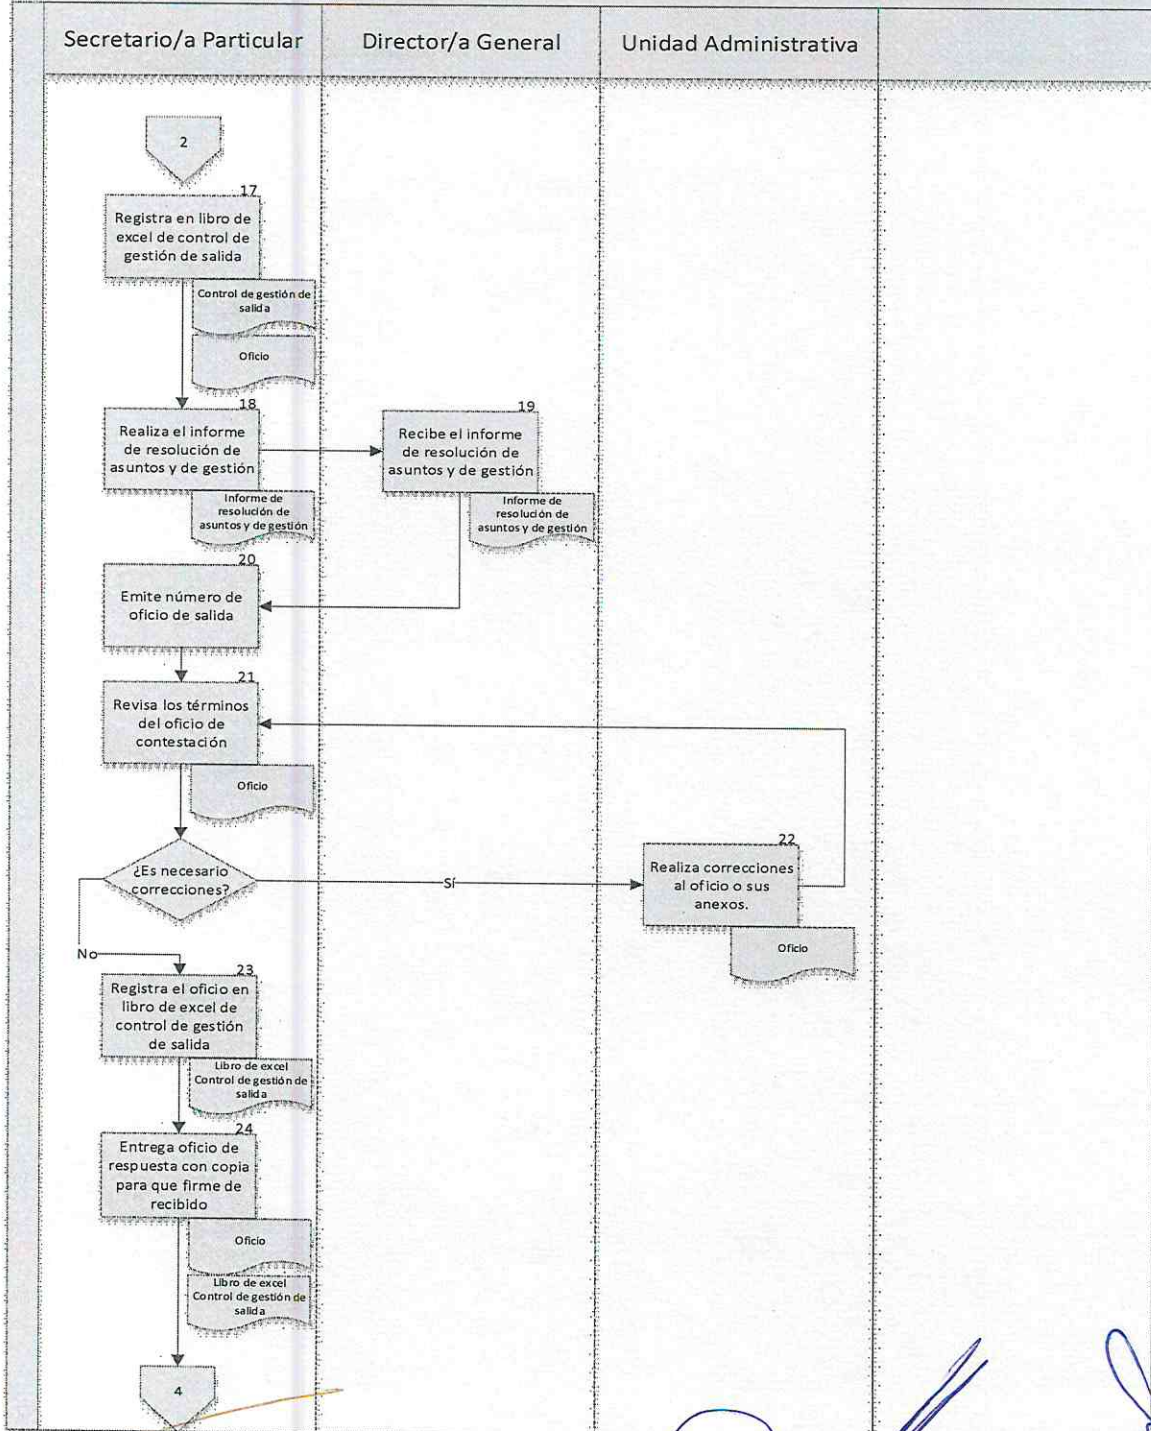 Secretario/a Particular
Director/a General
Unidad Administrativa
2
17
Registra en libro de
excel de control de
gestión de salida
Control de gestión de
salida
Oficio
18
Realiza el informe
de resolución de
asuntos y de gestión
Informe de
resolución de
asuntos y de gestión
19
Recibe el informe
de resolución de
asuntos y de gestión
Informe de
resolución de
asuntos y de gestión
20
Emite número de
oficio de salida
21
Revisa los términos
del oficio de
contestación
Oficio
¿Es necesario
correcciones?
Sí
22
Realiza correcciones
al oficio o sus
anexos.
Oficio
No
23
Registra el oficio en
libro de excel de
control de gestión
de salida
Libro de excel
Control de gestión de
salida
24
Entrega oficio de
respuesta con copia
para que firme de
recibido
Oficio
Libro de excel
Control de gestión de
salida
4